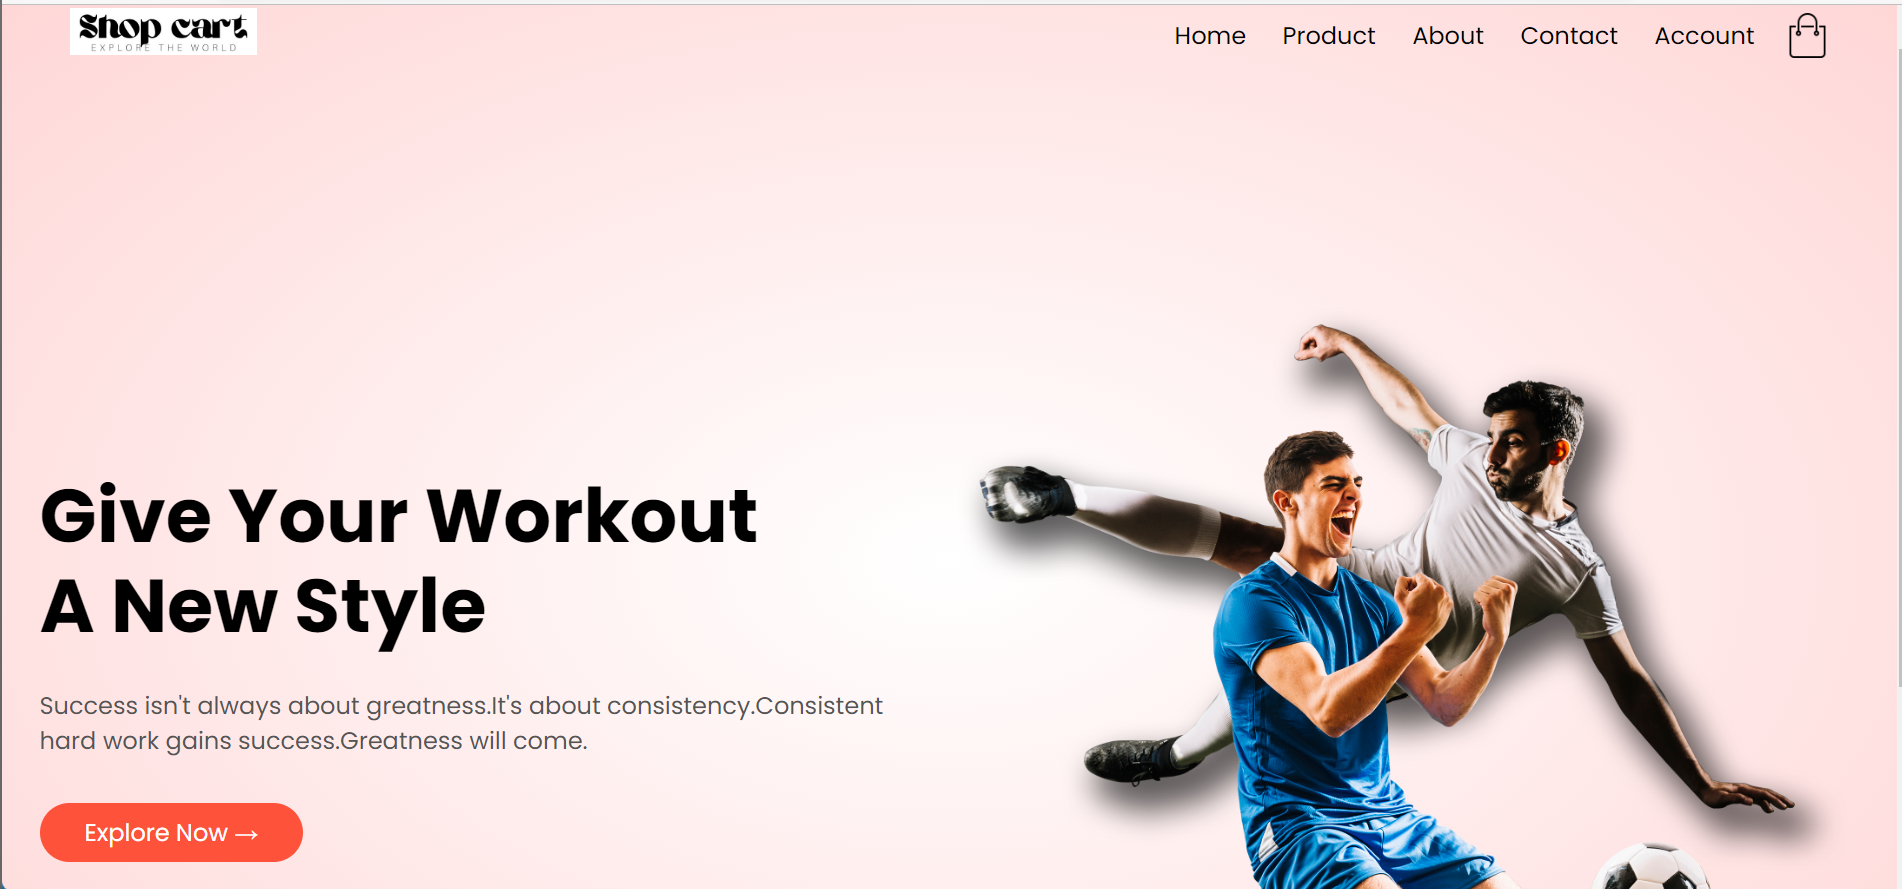 Shop cart
EXPLORE THE WORLD
Home Product About Contact Account
Give Your Workout
A New Style
Success isn't always about greatness.It's about consistency.Consistent
hard work gains success.Greatness will come.
Explore Now →